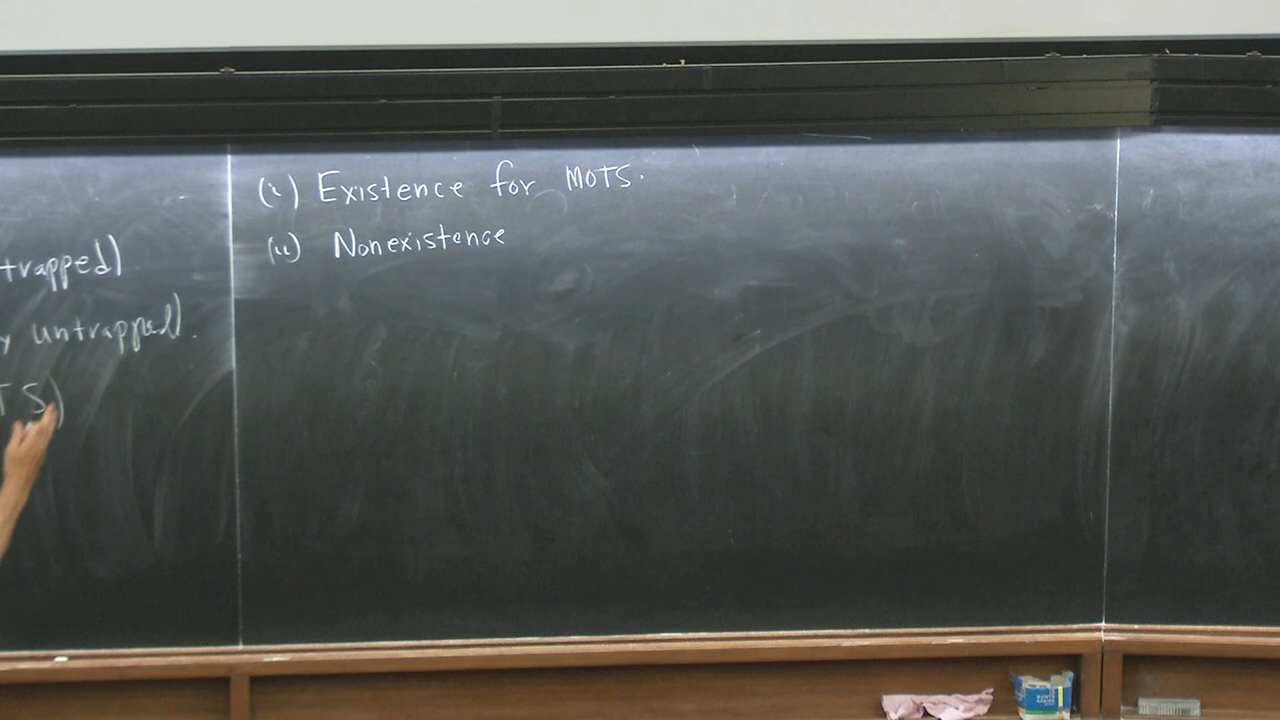 trapped)
y untrapped).
TS)
(i) Existence for MOTS.
(ii) Nonexistence